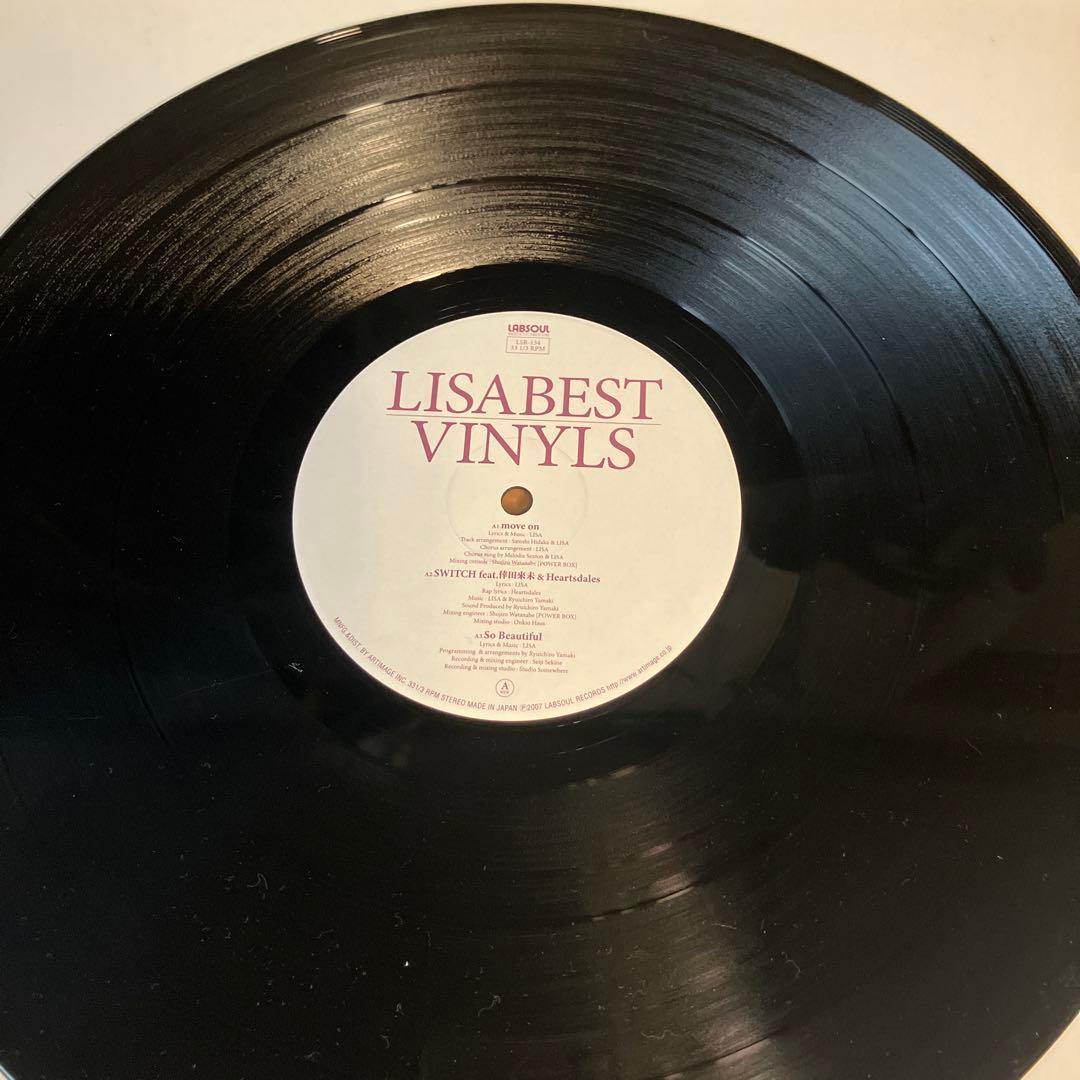 LABSOUL
LSR-134
33 1/3 RPM
LISABEST
VINYLS
A1 move on
Lyrics & Music : LISA
Track arrangement : Satoshi Hidaka & LISA
Chorus arrangement : LISA
Chorus sung by Melodie Sexton & LISA
Mixing console : Shojiro Watanabe [POWER BOX]
A2 SWITCH feat.倖田來未 & Heartsdales
Lyrics : LISA
Rap lyrics : Heartsdales
Music : LISA & Ryuichiro Yamaki
Sound Produced by Ryuichiro Yamaki
Mixing engineer : Shojiro Watanabe [POWER BOX]
Mixing studio : Onkio Haus
A3 So Beautiful
Lyrics & Music : LISA
Programming & arrangements by Ryuichiro Yamaki
Recording & mixing engineer : Seiji Sekine
Recording & mixing studio : Studio Somewhere
A
MNFG &DIST. BY ARTIMAGE INC. 331/3 RPM STEREO MADE IN JAPAN ℗2007 LABSOUL RECORDS http://www.artimage.co.jp